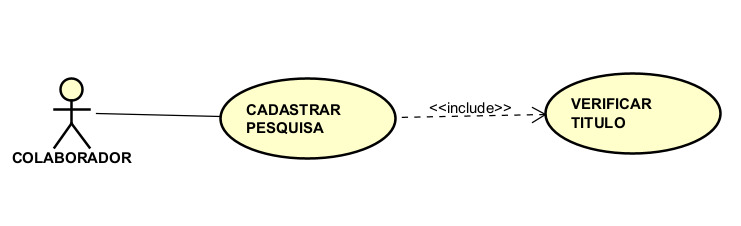 COLABORADOR
CADASTRAR
PESQUISA
<<include>>
VERIFICAR
TITULO